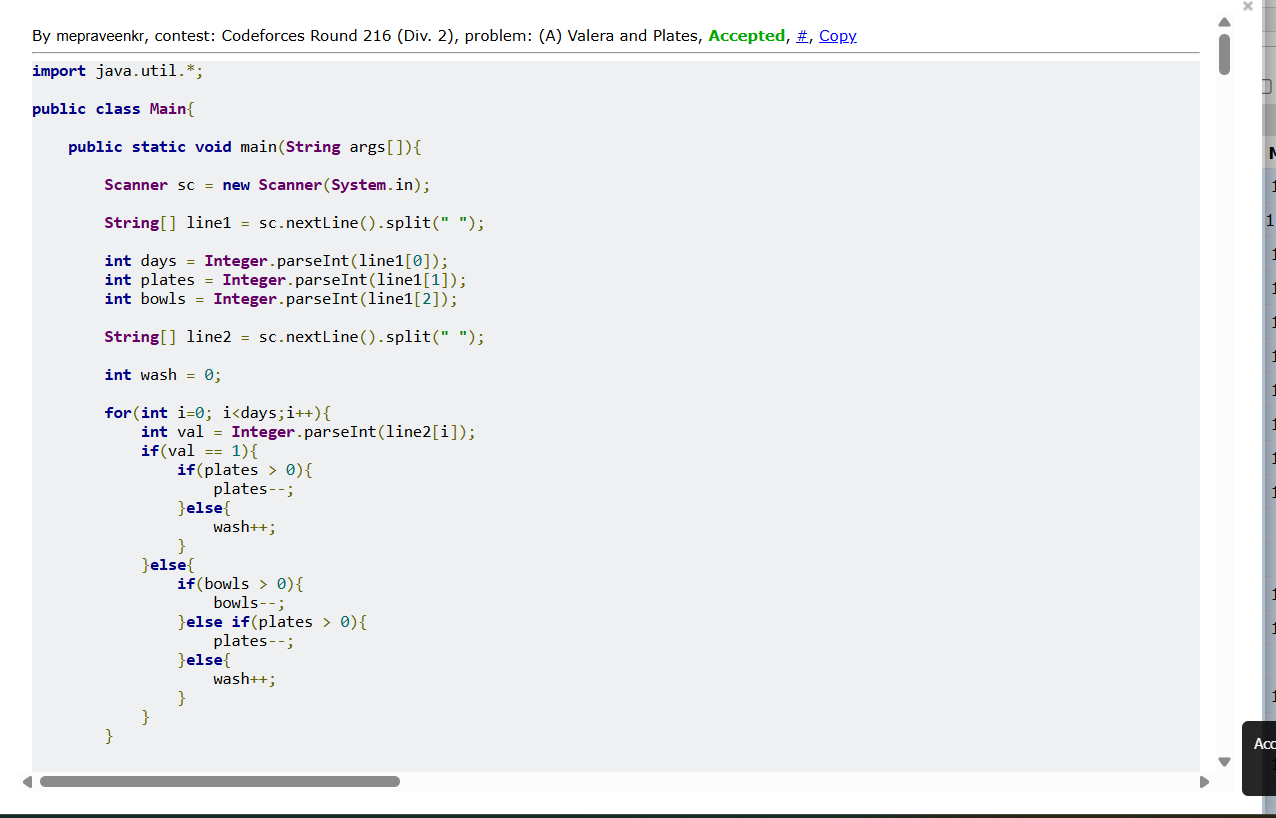 By mepraveenkr, contest: Codeforces Round 216 (Div. 2), problem: (A) Valera and Plates, Accepted, #, Copy
import java.util.*;
public class Main{
public static void main(String args[]){
Scanner sc = new Scanner(System.in);
String[] line1 = sc.nextLine().split(" ");
int days = Integer.parseInt(line1[0]);
int plates = Integer.parseInt(line1[1]);
int bowls = Integer.parseInt(line1[2]);
String[] line2 = sc.nextLine().split(" ");
int wash = 0;
for(int i=0; i<days;i++){
int val = Integer.parseInt(line2[i]);
if(val == 1){
if(plates > 0){
plates--;
}else{
wash++;
}
}else{
if(bowls > 0){
bowls--;
}else if(plates > 0){
plates--;
}else{
wash++;
}
}
}